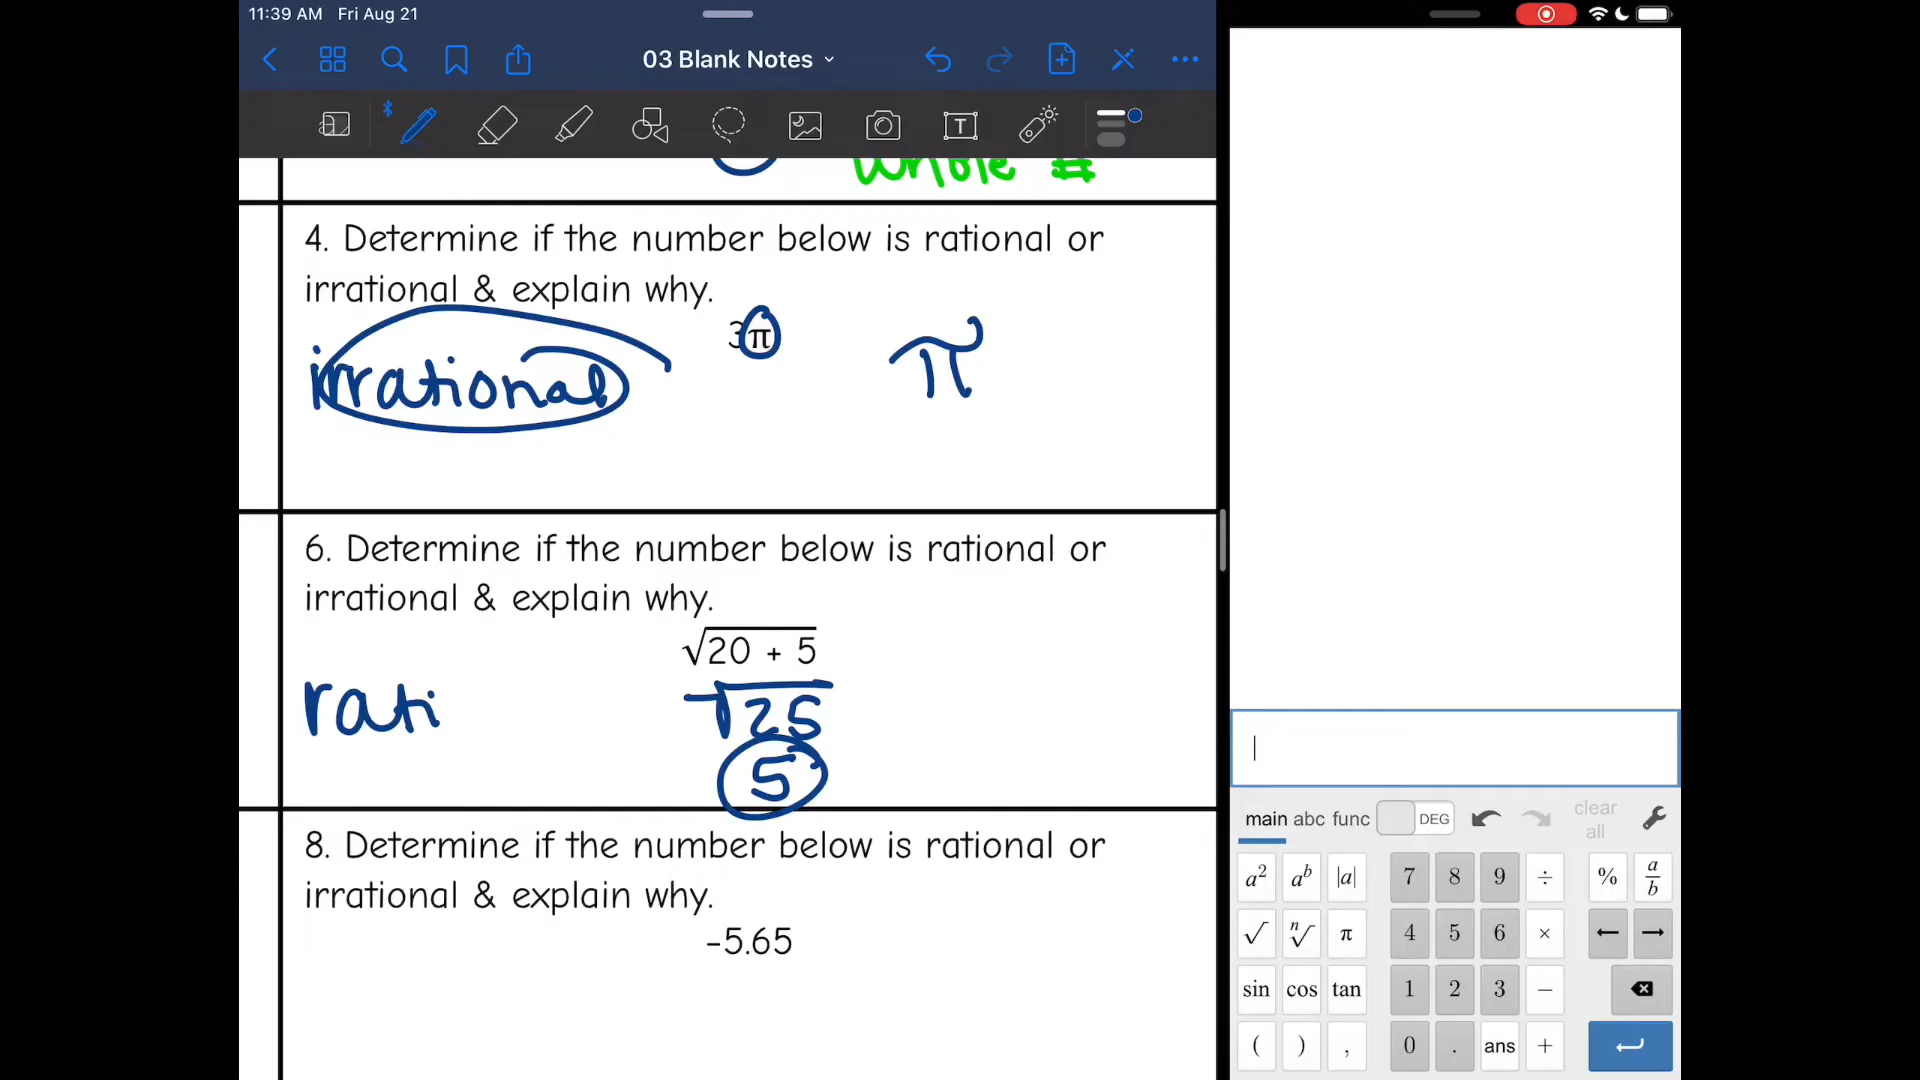 11:39 AM Fri Aug 21
03 Blank Notes
whole #
4. Determine if the number below is rational or
irrational & explain why.
3π
irrational
π
6. Determine if the number below is rational or
irrational & explain why.
√20 + 5
rati
√25
5
8. Determine if the number below is rational or
irrational & explain why.
-5.65
main abc func DEG clear all
a² aᵇ |a| 7 8 9 ÷ % a/b
√ ⁿ√ π 4 5 6 × ← →
sin cos tan 1 2 3 −
( ) , 0 . ans +